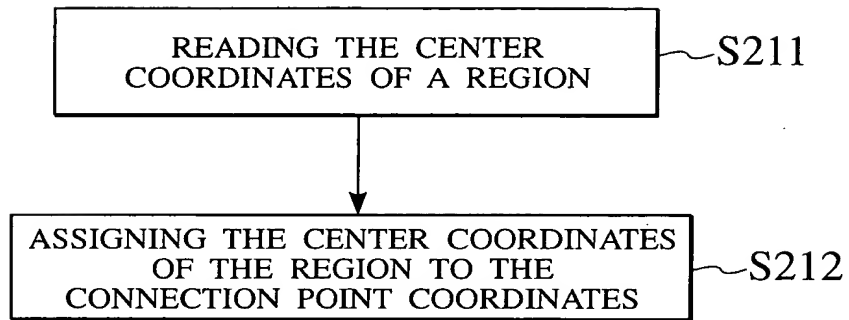 READING THE CENTER
COORDINATES OF A REGION
S211
ASSIGNING THE CENTER COORDINATES
OF THE REGION TO THE
CONNECTION POINT COORDINATES
S212